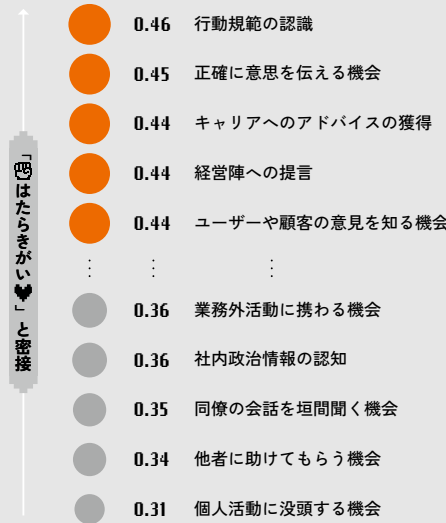 「はたらきがい」と密接
0.46 行動規範の認識
0.45 正確に意思を伝える機会
0.44 キャリアへのアドバイスの獲得
0.44 経営陣への提言
0.44 ユーザーや顧客の意見を知る機会
⋮ ⋮ ⋮
0.36 業務外活動に携わる機会
0.36 社内政治情報の認知
0.35 同僚の会話を垣間聞く機会
0.34 他者に助けてもらう機会
0.31 個人活動に没頭する機会